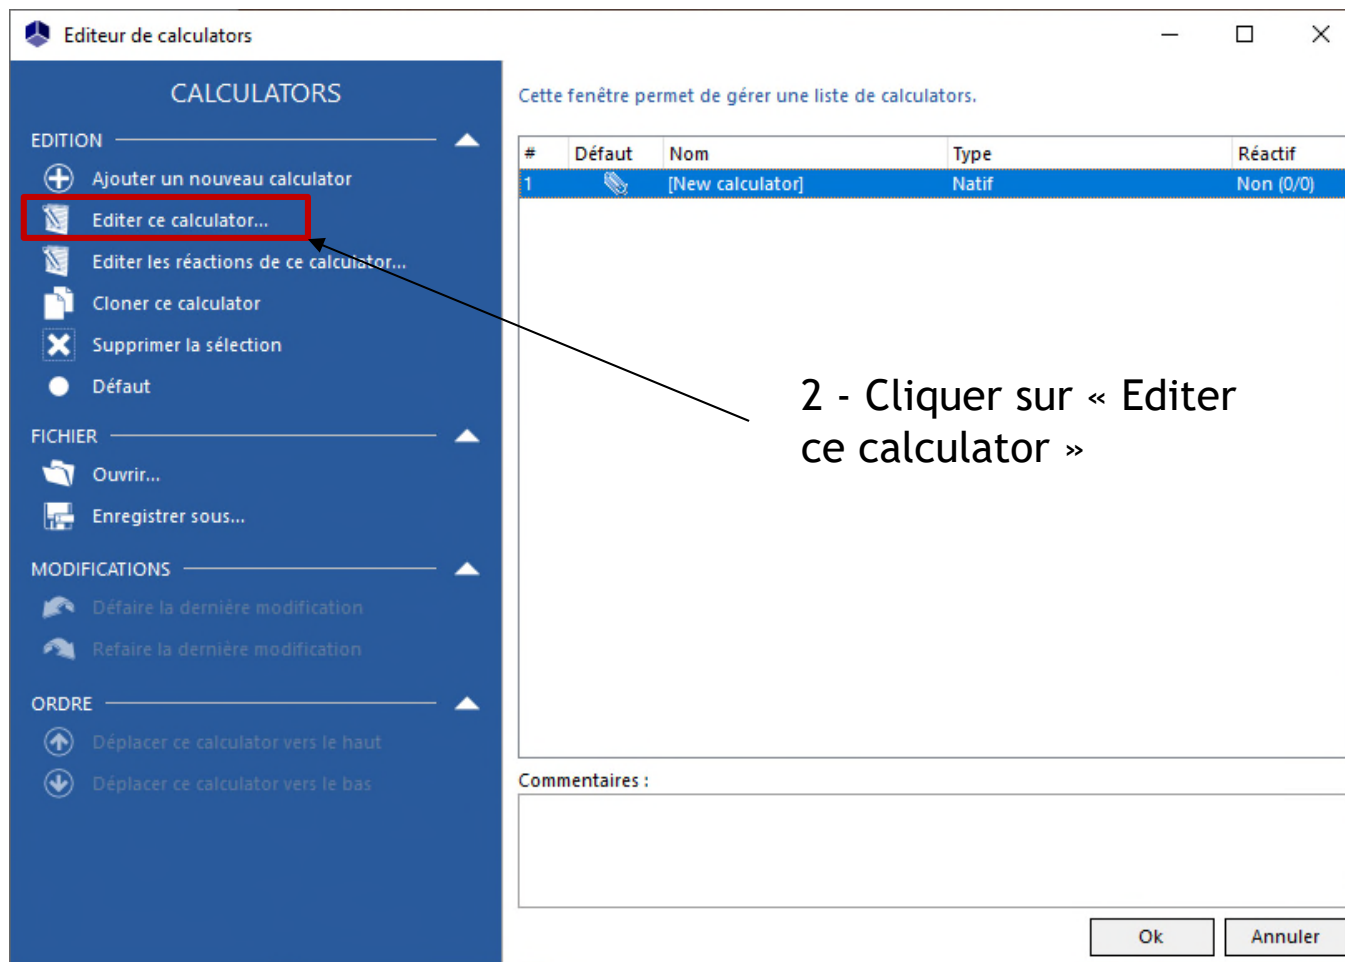 Editeur de calculators
CALCULATORS
EDITION
Ajouter un nouveau calculator
Editer ce calculator...
Editer les réactions de ce calculator...
Cloner ce calculator
Supprimer la sélection
Défaut
FICHIER
Ouvrir...
Enregistrer sous...
MODIFICATIONS
Défaire la dernière modification
Refaire la dernière modification
ORDRE
Déplacer ce calculator vers le haut
Déplacer ce calculator vers le bas
Cette fenêtre permet de gérer une liste de calculators.
# Défaut Nom Type Réactif
1 [New calculator] Natif Non (0/0)
2 - Cliquer sur « Editer
ce calculator »
Commentaires :
Ok Annuler